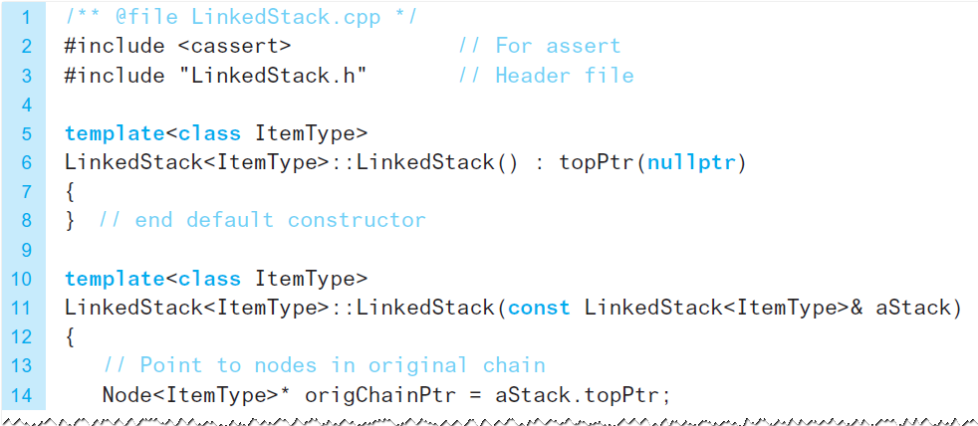 1 /** @file LinkedStack.cpp */
2 #include <cassert> // For assert
3 #include "LinkedStack.h" // Header file
4
5 template<class ItemType>
6 LinkedStack<ItemType>::LinkedStack() : topPtr(nullptr)
7 {
8 } // end default constructor
9
10 template<class ItemType>
11 LinkedStack<ItemType>::LinkedStack(const LinkedStack<ItemType>& aStack)
12 {
13 // Point to nodes in original chain
14 Node<ItemType>* origChainPtr = aStack.topPtr;